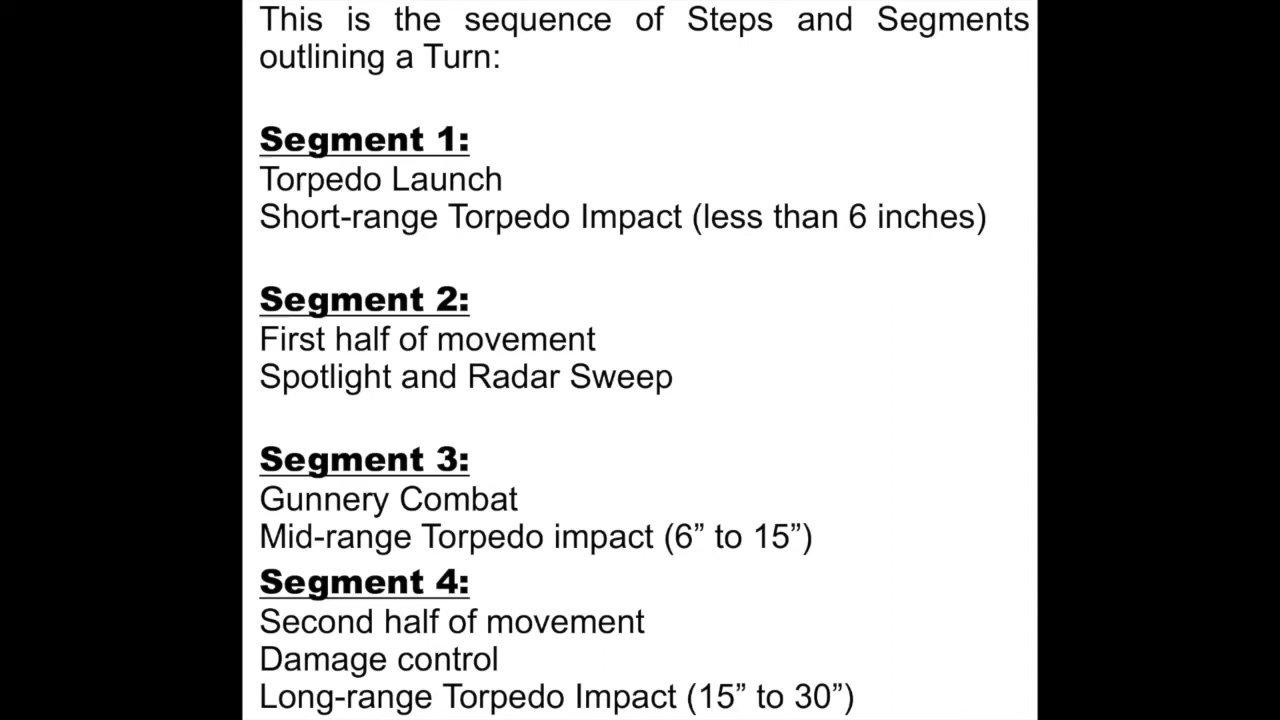 This is the sequence of Steps and Segments
outlining a Turn:
Segment 1:
Torpedo Launch
Short-range Torpedo Impact (less than 6 inches)
Segment 2:
First half of movement
Spotlight and Radar Sweep
Segment 3:
Gunnery Combat
Mid-range Torpedo impact (6” to 15”)
Segment 4:
Second half of movement
Damage control
Long-range Torpedo Impact (15” to 30”)